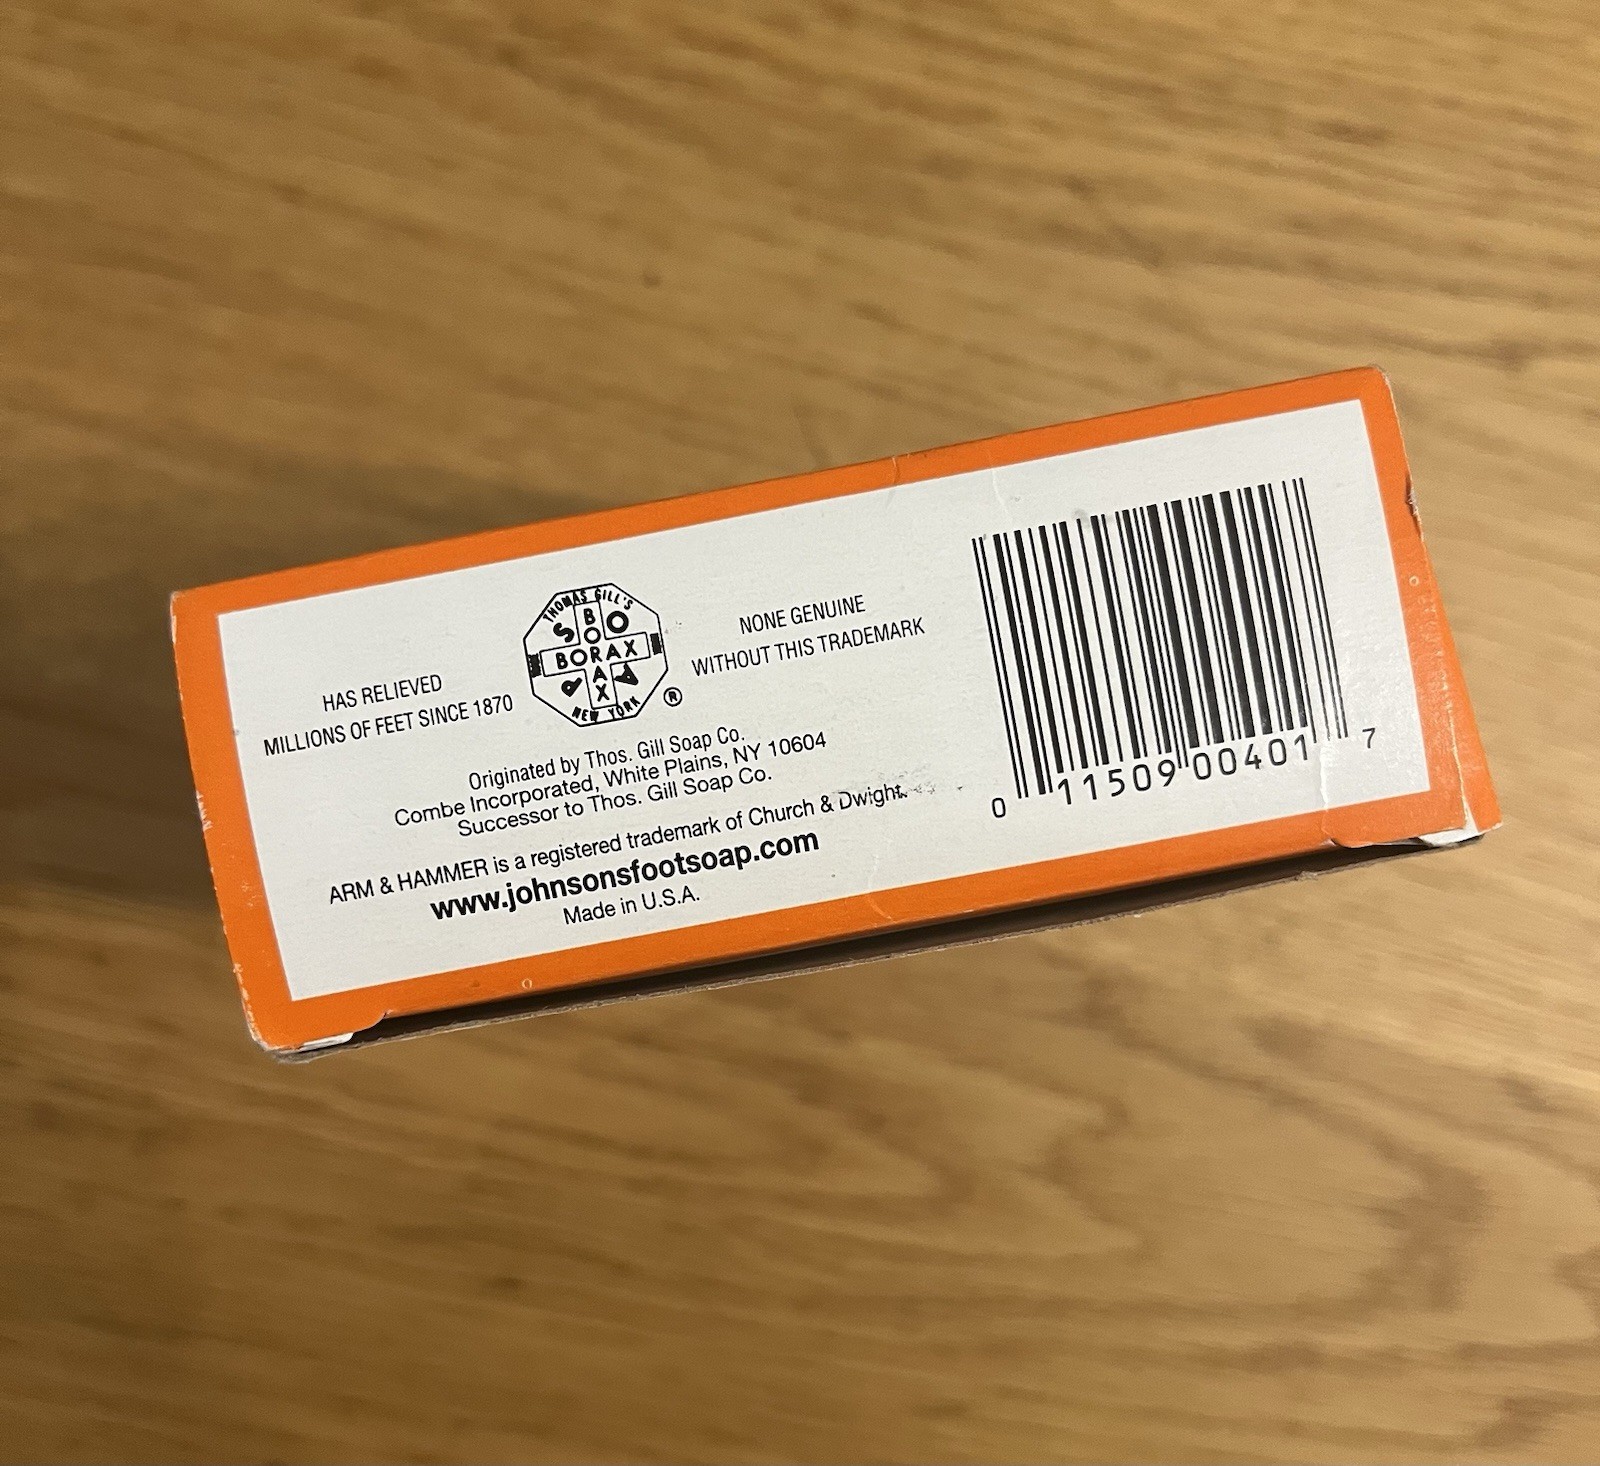 HAS RELIEVED
MILLIONS OF FEET SINCE 1870
THOMAS GILL'S
SOAP
BORAX
BORAX
NEW YORK
®
NONE GENUINE
WITHOUT THIS TRADEMARK
Originated by Thos. Gill Soap Co.
Combe Incorporated, White Plains, NY 10604
Successor to Thos. Gill Soap Co.
ARM & HAMMER is a registered trademark of Church & Dwight.
www.johnsonsfootsoap.com
Made in U.S.A.
0 11509 00401 7